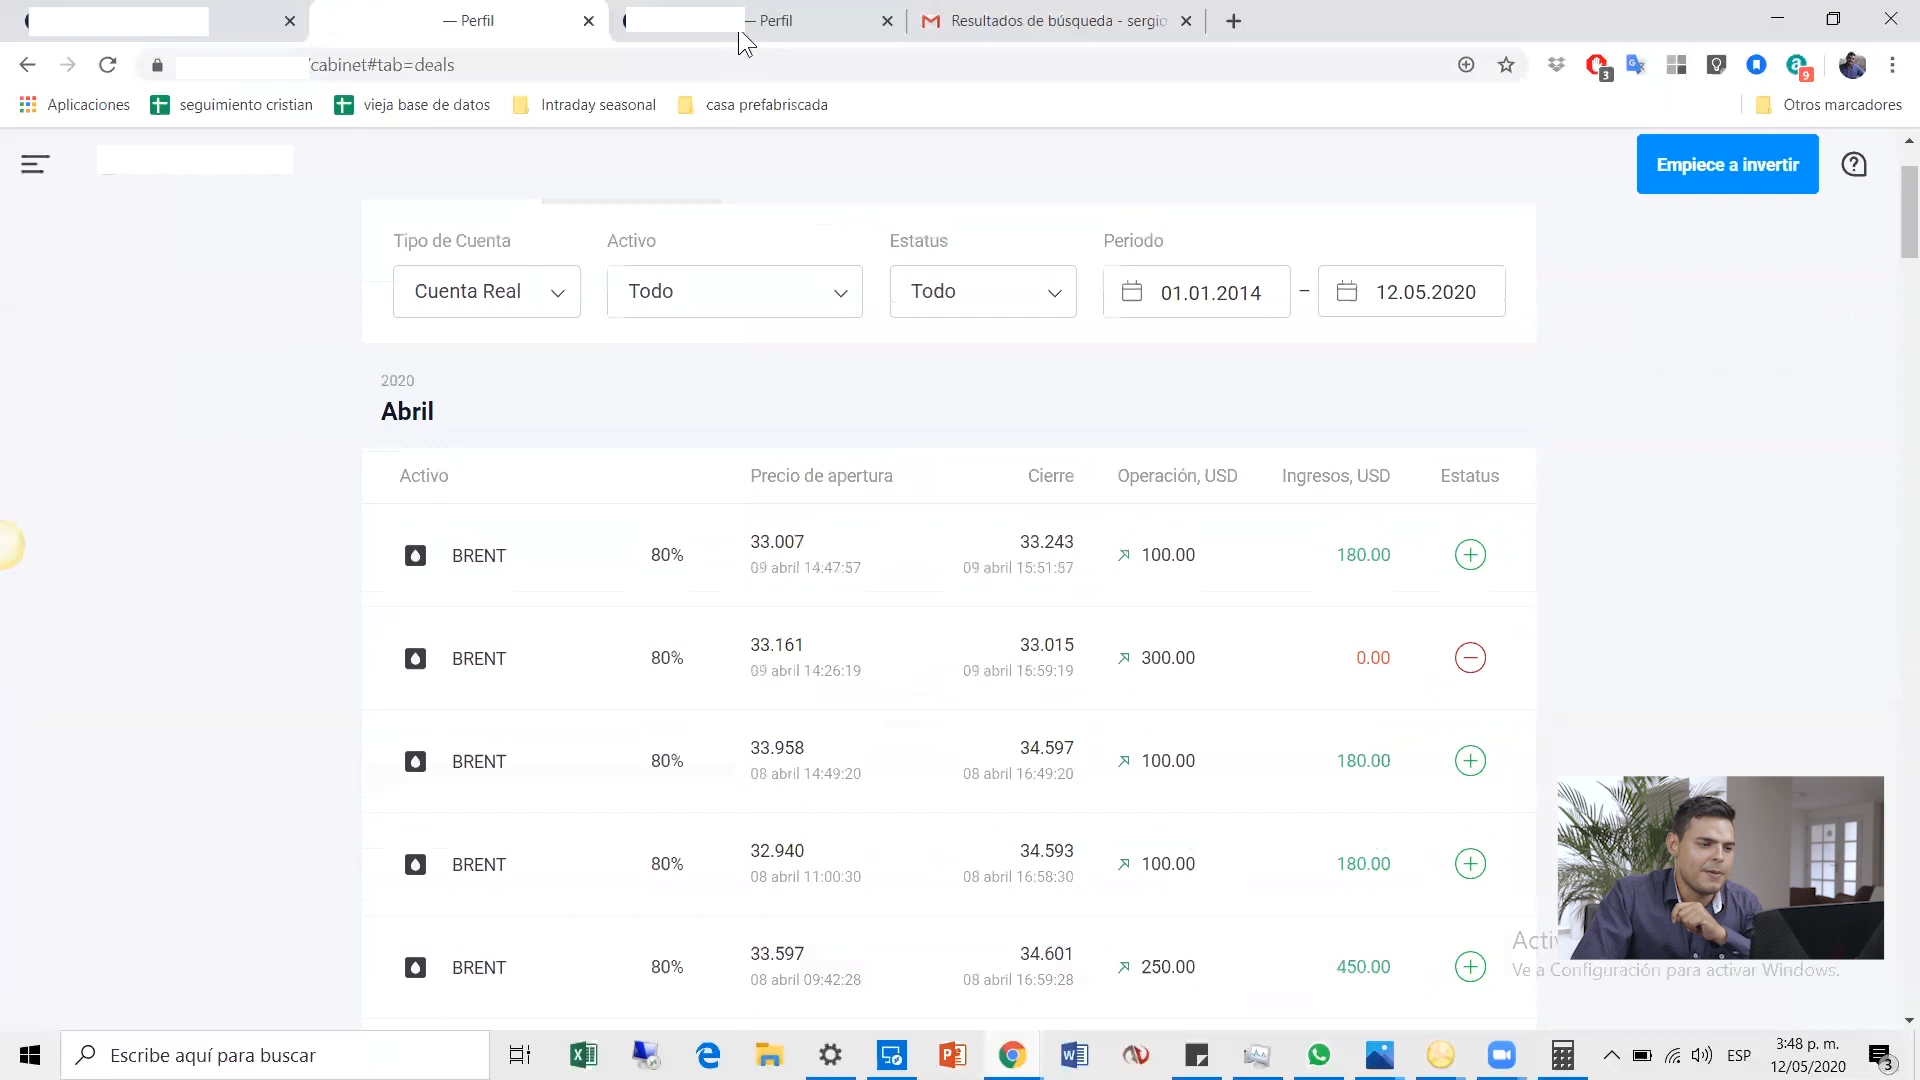 — Perfil
— Perfil
Resultados de búsqueda - sergio
/cabinet#tab=deals
3
9
Aplicaciones
seguimiento cristian
vieja base de datos
Intraday seasonal
casa prefabriscada
Otros marcadores
Empiece a invertir
Tipo de Cuenta
Activo
Estatus
Periodo
Cuenta Real
Todo
Todo
01.01.2014
–
12.05.2020
2020
Abril
Activo
Precio de apertura
Cierre
Operación, USD
Ingresos, USD
Estatus
BRENT 80% 33.007 33.243 100.00 180.00
09 abril 14:47:57 09 abril 15:51:57
BRENT 80% 33.161 33.015 300.00 0.00
09 abril 14:26:19 09 abril 15:59:19
BRENT 80% 33.958 34.597 100.00 180.00
08 abril 14:49:20 08 abril 16:49:20
BRENT 80% 32.940 34.593 100.00 180.00
08 abril 11:00:30 08 abril 16:58:30
BRENT 80% 33.597 34.601 250.00 450.00
08 abril 09:42:28 08 abril 16:59:28
Ve a Configuración para activar Windows.
Escribe aquí para buscar
ESP
3:48 p. m.
12/05/2020
3